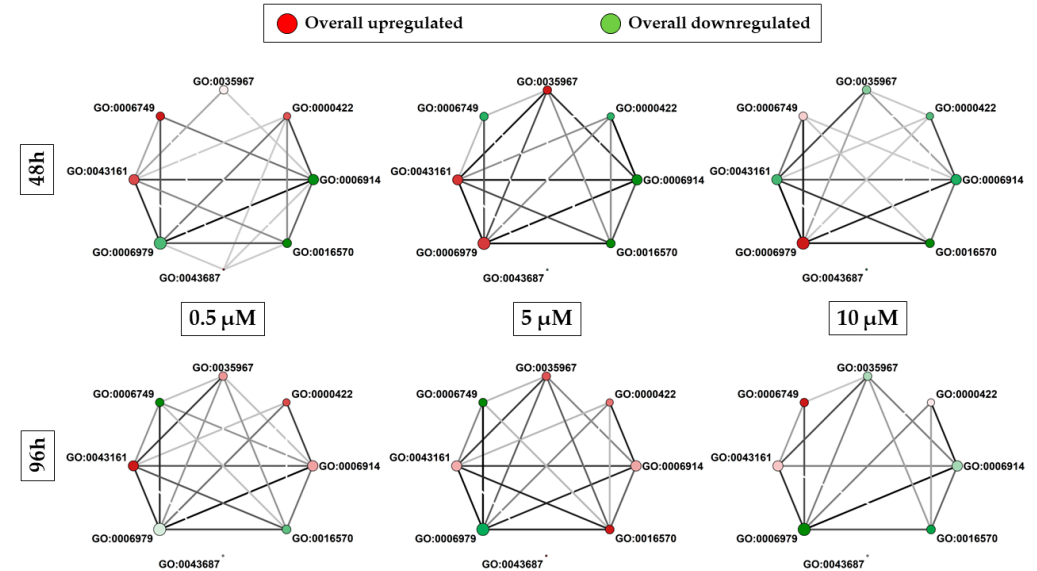 Overall upregulated
Overall downregulated
48h
GO:0035967
GO:0006749
GO:0000422
GO:0043161
GO:0006914
GO:0006979
GO:0016570
GO:0043687
GO:0035967
GO:0006749
GO:0000422
GO:0043161
GO:0006914
GO:0006979
GO:0016570
GO:0043687
GO:0035967
GO:0006749
GO:0000422
GO:0043161
GO:0006914
GO:0006979
GO:0016570
GO:0043687
0.5 µM
5 µM
10 µM
96h
GO:0035967
GO:0006749
GO:0000422
GO:0043161
GO:0006914
GO:0006979
GO:0016570
GO:0043687
GO:0035967
GO:0006749
GO:0000422
GO:0043161
GO:0006914
GO:0006979
GO:0016570
GO:0043687
GO:0035967
GO:0006749
GO:0000422
GO:0043161
GO:0006914
GO:0006979
GO:0016570
GO:0043687